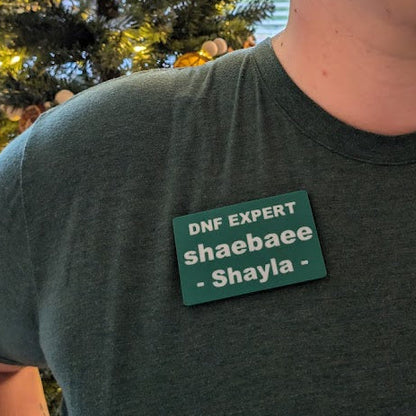 DNF EXPERT
shaebaee
- Shayla -